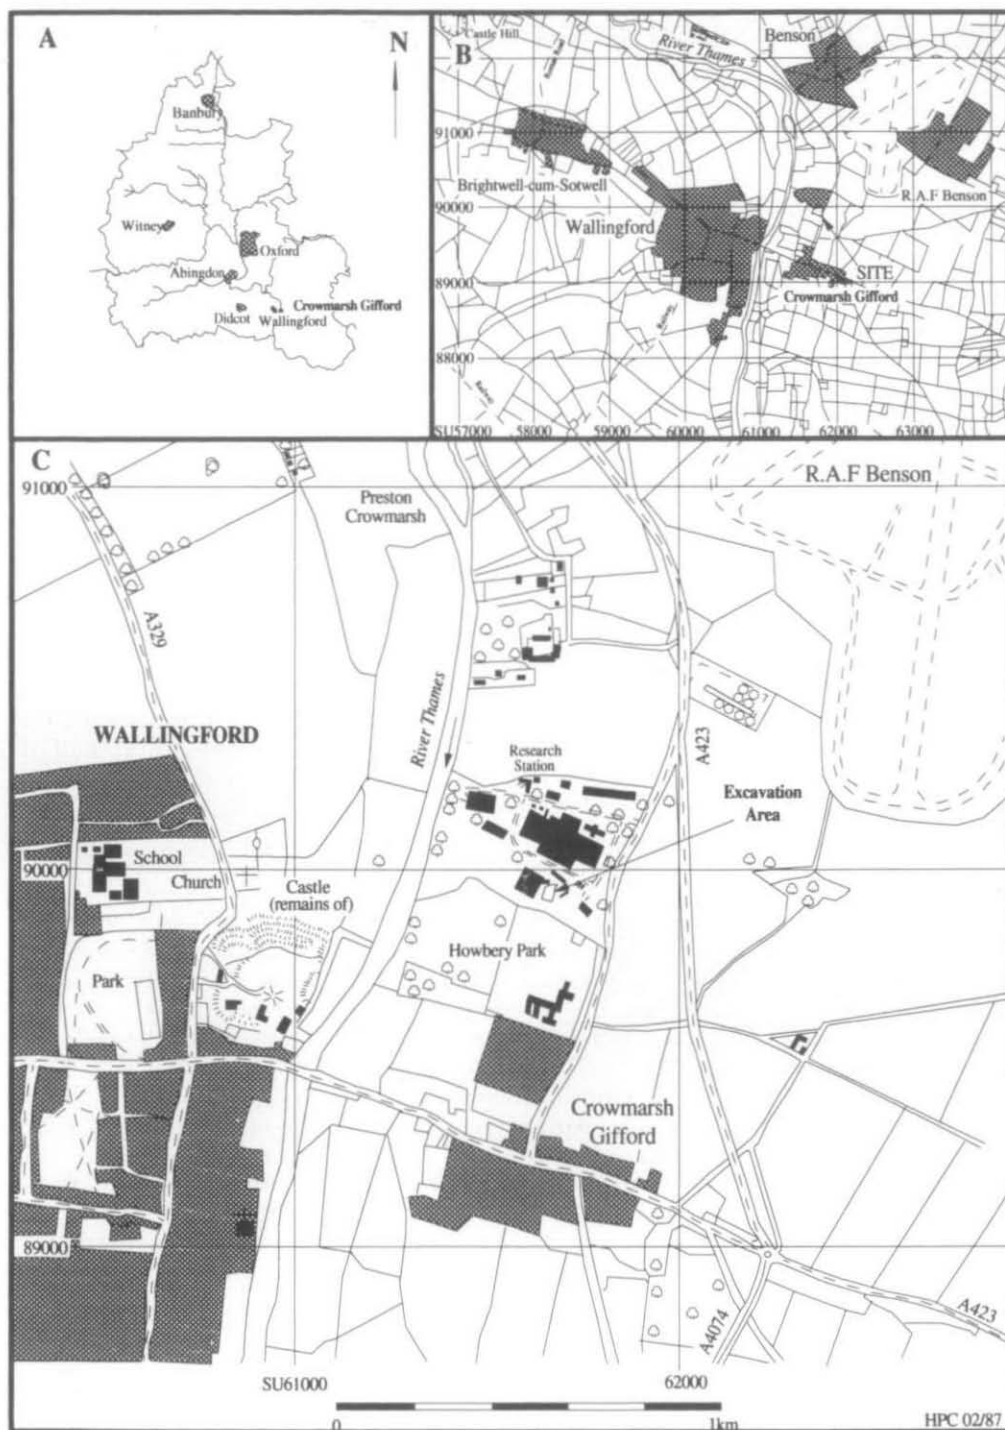 A
N
Banbury
Witney
Oxford
Abingdon
Crowmarsh Gifford
Didcot
Wallingford
B
Castle Hill
River Thames
Benson
91000
Brightwell-cum-Sotwell
R.A.F Benson
90000
Wallingford
SITE
89000
Crowmarsh Gifford
Railway
88000
Railway
SU57000
58000
59000
60000
61000
62000
63000
C
R.A.F Benson
91000
Preston
Crowmarsh
A329
River Thames
WALLINGFORD
A423
Research
Station
Excavation
Area
School
90000
Church
Castle
(remains of)
Howbery Park
Park
Crowmarsh
Gifford
89000
A423
A4074
SU61000
62000
0
1km
HPC 02/87